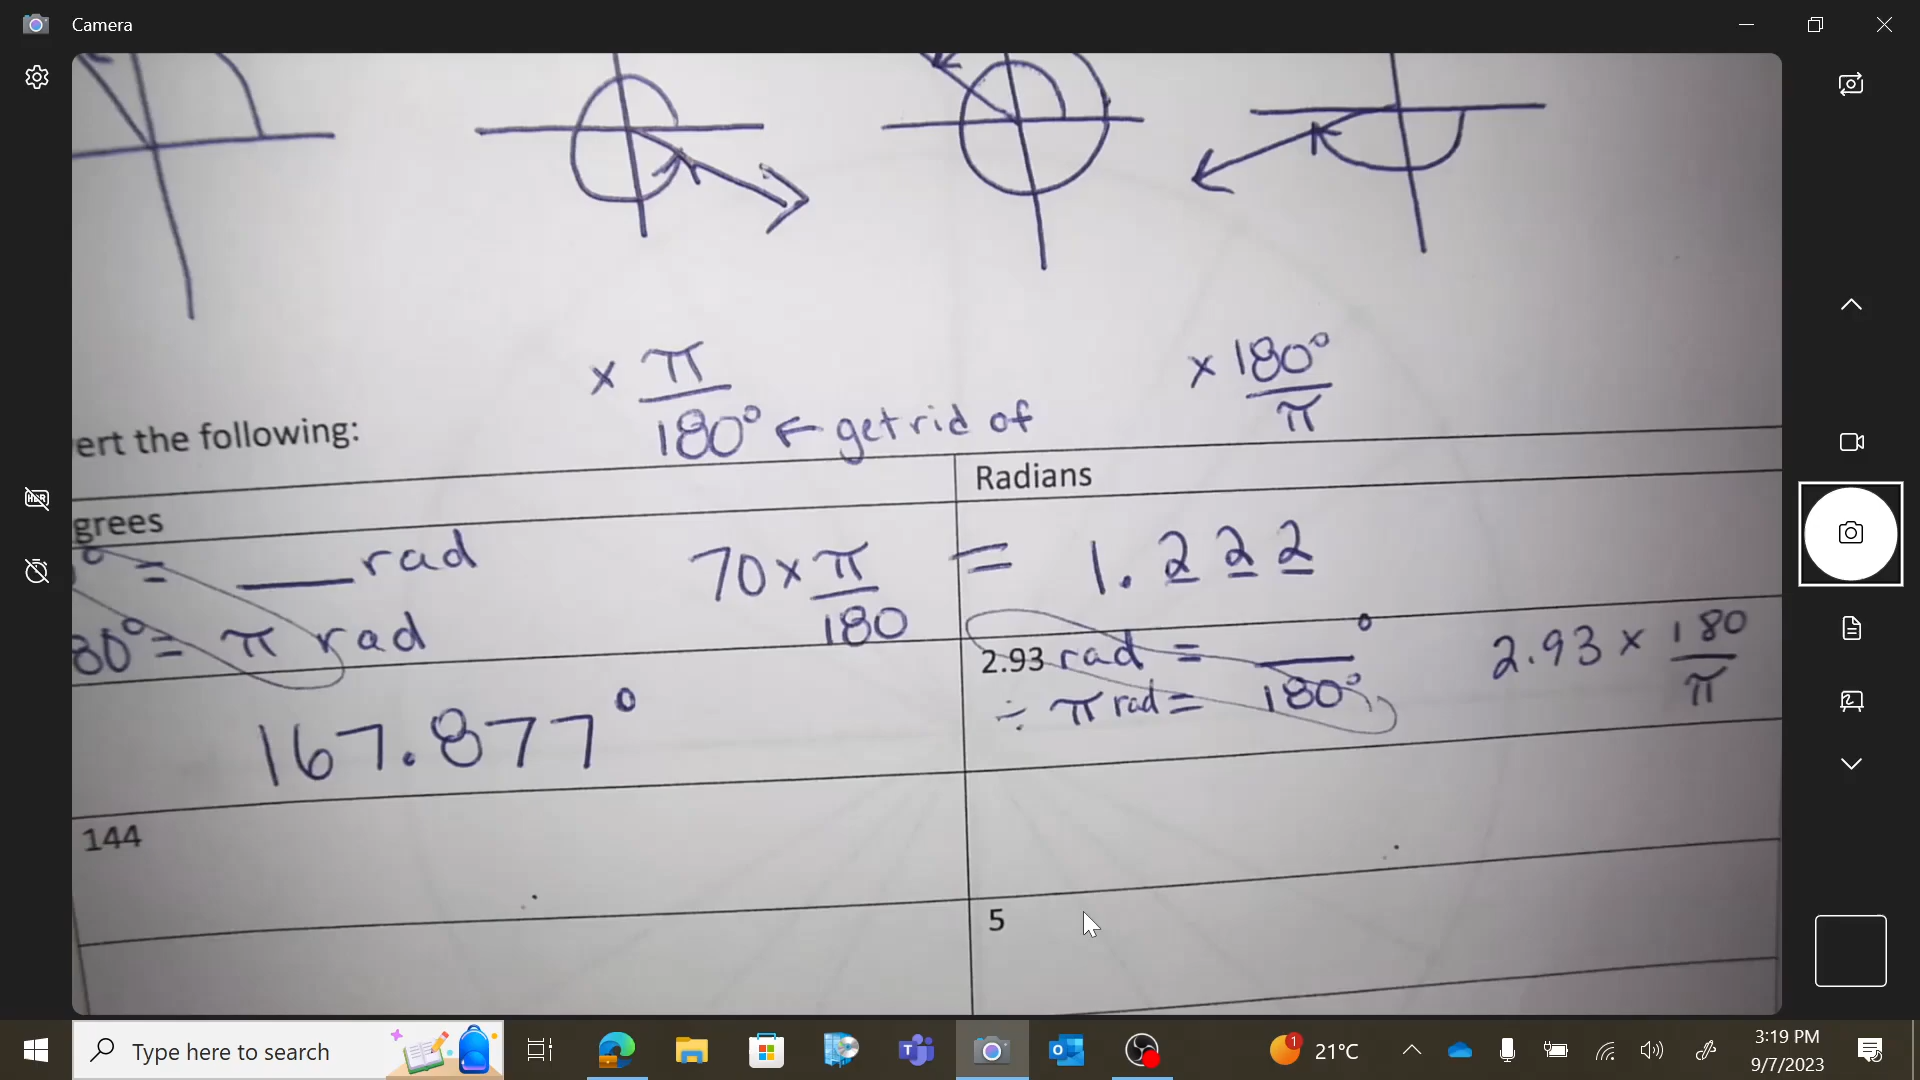 Camera
× π/180° ← get rid of
× 180°/π
ert the following:
grees
Radians
° = ___ rad
70 × π/180 = 1.222
80° = π rad
2.93 rad = ___°
÷ π rad = 180°
2.93 × 180/π
167.877°
144
5
Type here to search
1
21°C
3:19 PM
9/7/2023